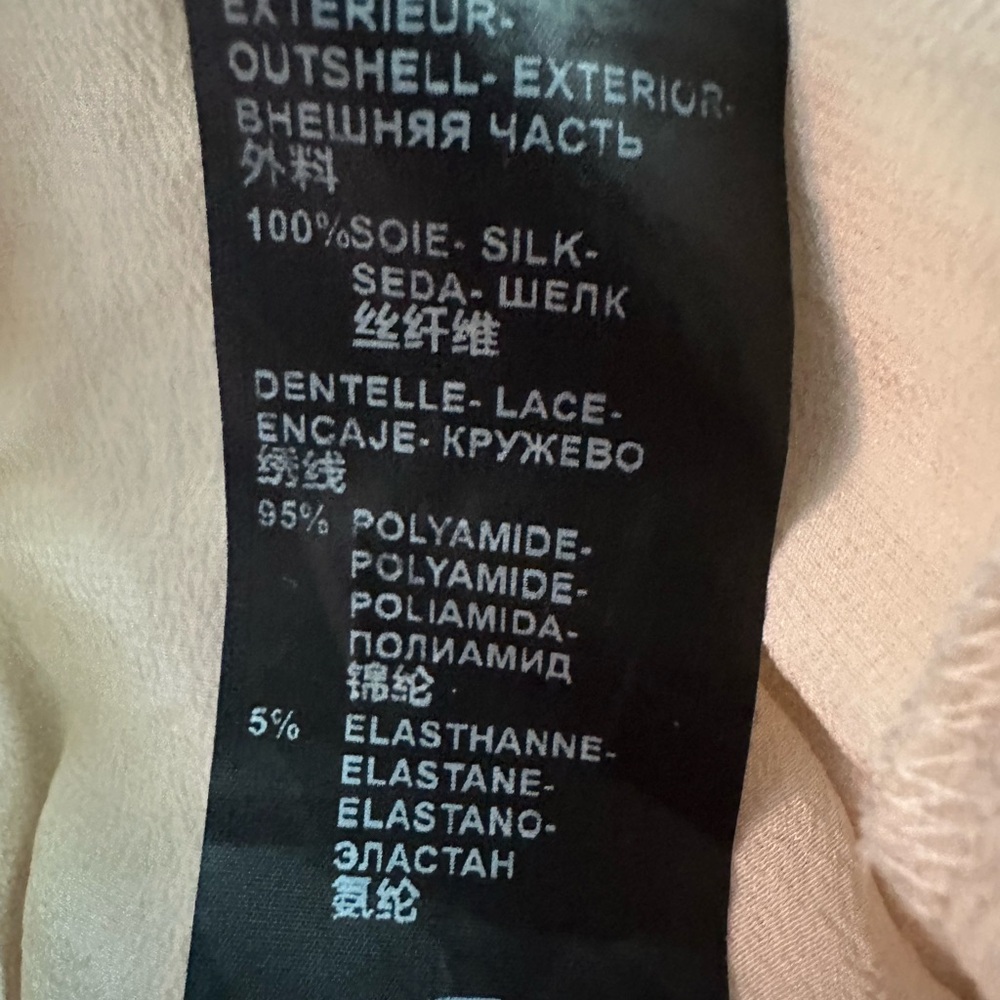 EXTERIEUR-
OUTSHELL- EXTERIOR-
ВНЕШНЯЯ ЧАСТЬ
外料
100%SOIE- SILK-
SEDA- ШЕЛК
丝纤维
DENTELLE- LACE-
ENCAJE- КРУЖЕВО
绣线
95% POLYAMIDE-
POLYAMIDE-
POLIAMIDA-
ПОЛИАМИД
锦纶
5% ELASTHANNE-
ELASTANE-
ELASTANO-
ЭЛАСТАН
氨纶